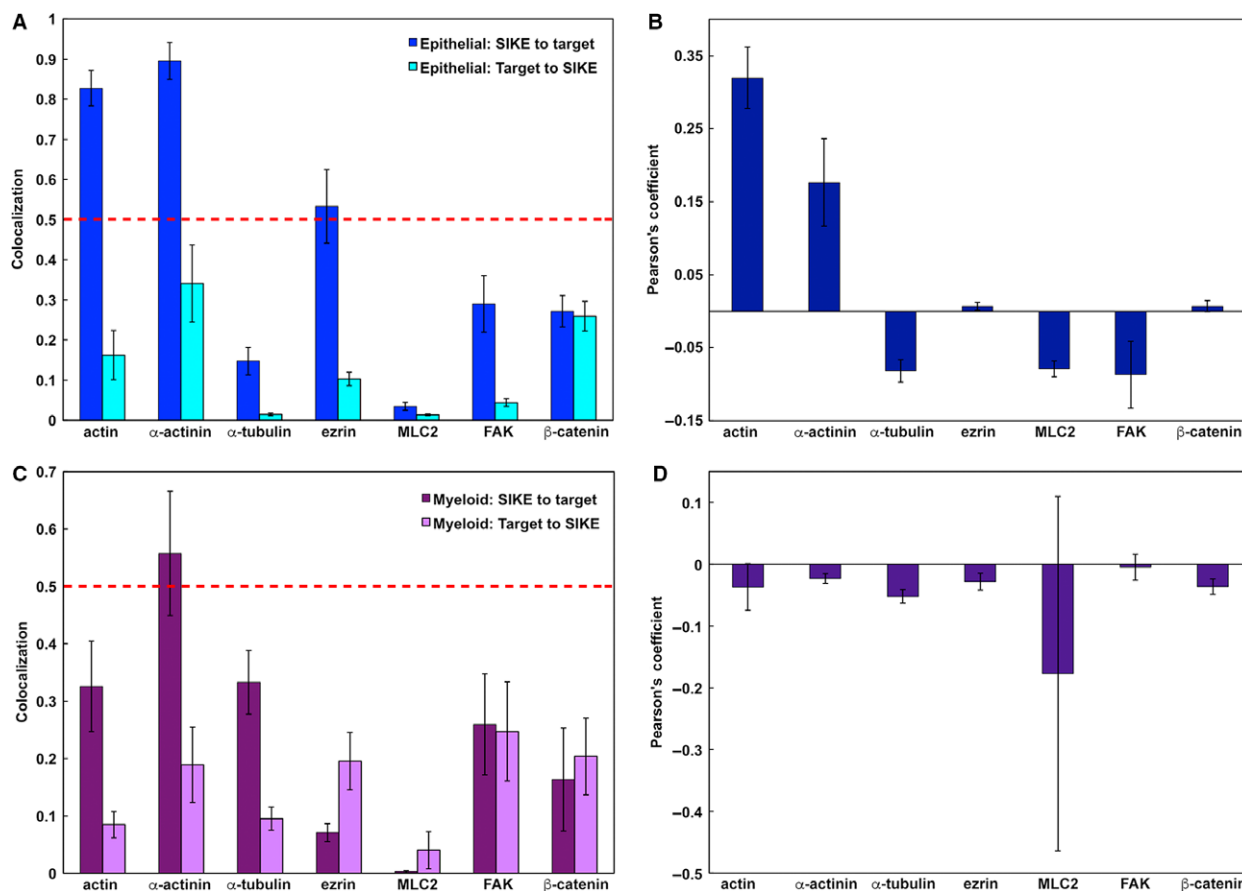 A
1
0.9
0.8
0.7
0.6
0.5
0.4
0.3
0.2
0.1
0
Colocalization
Epithelial: SIKE to target
Epithelial: Target to SIKE
actin α-actinin α-tubulin ezrin MLC2 FAK β-catenin
B
0.35
0.25
0.15
0.05
−0.05
−0.15
Pearson's coefficient
actin α-actinin α-tubulin ezrin MLC2 FAK β-catenin
C
0.7
0.6
0.5
0.4
0.3
0.2
0.1
0
Colocalization
Myeloid: SIKE to target
Myeloid: Target to SIKE
actin α-actinin α-tubulin ezrin MLC2 FAK β-catenin
D
0.1
0
−0.1
−0.2
−0.3
−0.4
−0.5
Pearson's coefficient
actin α-actinin α-tubulin ezrin MLC2 FAK β-catenin